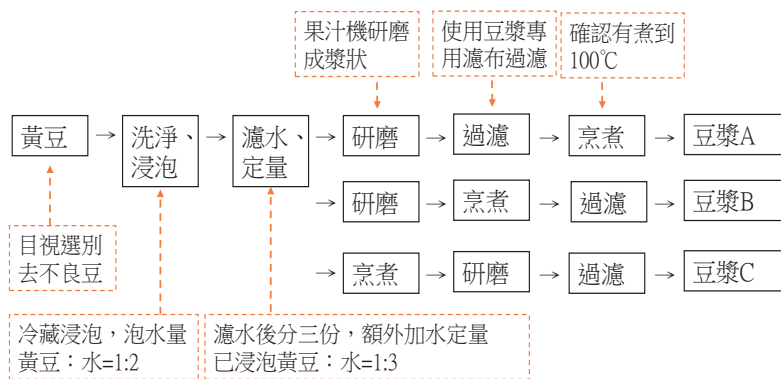 果汁機研磨
成漿狀
使用豆漿專
用濾布過濾
確認有煮到
100℃
黃豆 → 洗淨、浸泡 → 濾水、定量 → 研磨 → 過濾 → 烹煮 → 豆漿A
→ 研磨 → 烹煮 → 過濾 → 豆漿B
→ 烹煮 → 研磨 → 過濾 → 豆漿C
目視選別
去不良豆
冷藏浸泡，泡水量
黃豆：水=1:2
濾水後分三份，額外加水定量
已浸泡黃豆：水=1:3